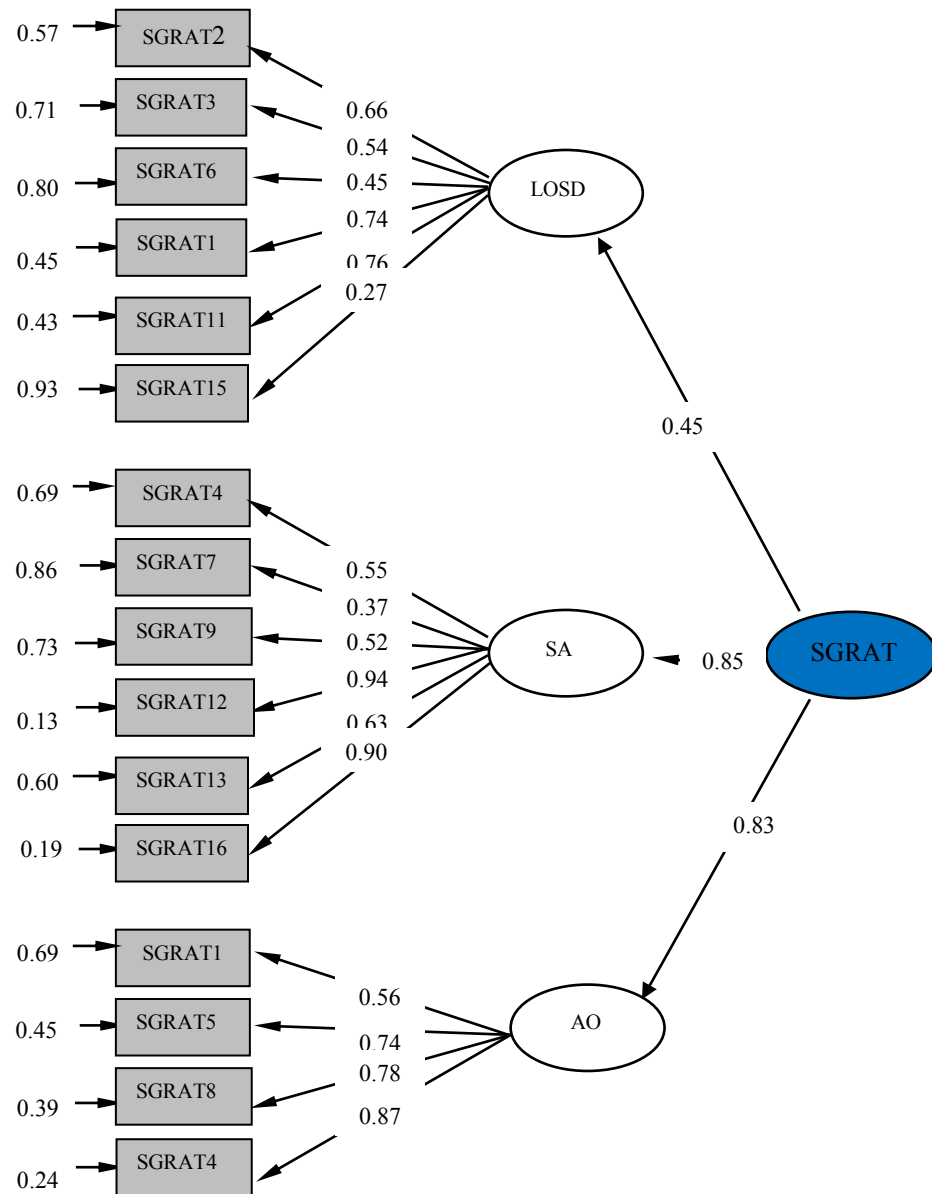 0.57
SGRAT2
0.71
SGRAT3
0.66
0.54
0.80
SGRAT6
0.45
LOSD
0.74
0.45
SGRAT1
0.76
0.27
0.43
SGRAT11
0.93
SGRAT15
0.45
0.69
SGRAT4
0.86
SGRAT7
0.55
0.37
0.73
SGRAT9
0.52
SA
0.85
SGRAT
0.94
0.13
SGRAT12
0.63
0.90
0.60
SGRAT13
0.19
SGRAT16
0.83
0.69
SGRAT1
0.56
0.45
SGRAT5
AO
0.74
0.78
0.39
SGRAT8
0.87
0.24
SGRAT4